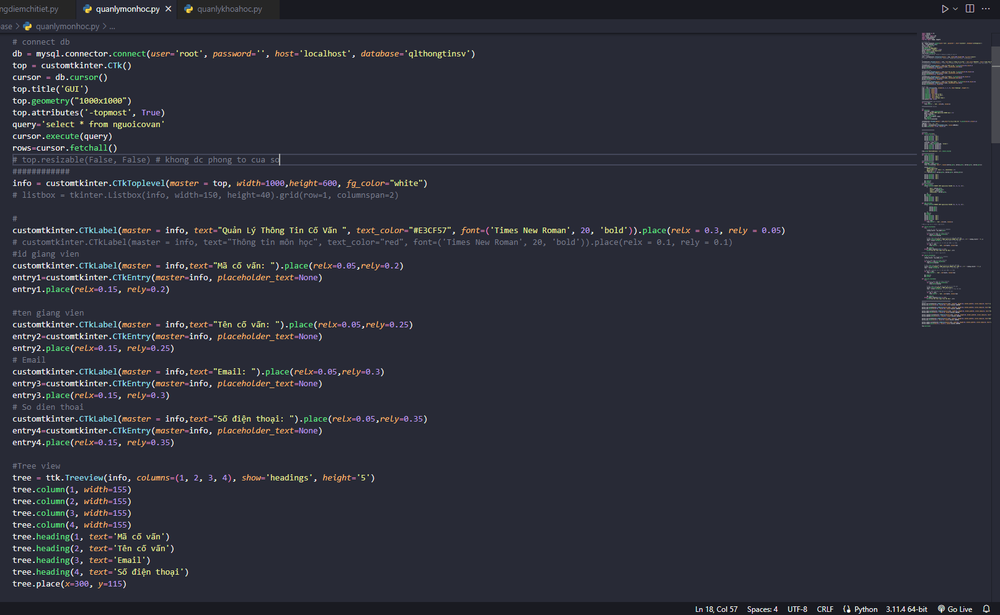 ngdiemchitiet.py
quanlymonhoc.py
quanlykhoahoc.py
ase > quanlymonhoc.py > ...
# connect db
db = mysql.connector.connect(user='root', password='', host='localhost', database='qlthongtinsv')
top = customtkinter.CTk()
cursor = db.cursor()
top.title('GUI')
top.geometry("1000x1000")
top.attributes('-topmost', True)
query='select * from nguoicovan'
cursor.execute(query)
rows=cursor.fetchall()
# top.resizable(False, False) # khong dc phong to cua so
############
info = customtkinter.CTkToplevel(master = top, width=1000,height=600, fg_color="white")
# listbox = tkinter.Listbox(info, width=150, height=40).grid(row=1, columnspan=2)
#
customtkinter.CTkLabel(master = info, text="Quản Lý Thông Tin Cố Vấn ", text_color="#E3CF57", font=('Times New Roman', 20, 'bold')).place(relx = 0.3, rely = 0.05)
# customtkinter.CTkLabel(master = info, text="Thông tin môn học", text_color="red", font=('Times New Roman', 20, 'bold')).place(relx = 0.1, rely = 0.1)
#id giang vien
customtkinter.CTkLabel(master = info,text="Mã cố vấn: ").place(relx=0.05,rely=0.2)
entry1=customtkinter.CTkEntry(master=info, placeholder_text=None)
entry1.place(relx=0.15, rely=0.2)
#ten giang vien
customtkinter.CTkLabel(master = info,text="Tên cố vấn: ").place(relx=0.05,rely=0.25)
entry2=customtkinter.CTkEntry(master=info, placeholder_text=None)
entry2.place(relx=0.15, rely=0.25)
# Email
customtkinter.CTkLabel(master = info,text="Email: ").place(relx=0.05,rely=0.3)
entry3=customtkinter.CTkEntry(master=info, placeholder_text=None)
entry3.place(relx=0.15, rely=0.3)
# So dien thoai
customtkinter.CTkLabel(master = info,text="Số điện thoại: ").place(relx=0.05,rely=0.35)
entry4=customtkinter.CTkEntry(master=info, placeholder_text=None)
entry4.place(relx=0.15, rely=0.35)
#Tree view
tree = ttk.Treeview(info, columns=(1, 2, 3, 4), show='headings', height='5')
tree.column(1, width=155)
tree.column(2, width=155)
tree.column(3, width=155)
tree.column(4, width=155)
tree.heading(1, text='Mã cố vấn')
tree.heading(2, text='Tên cố vấn')
tree.heading(3, text='Email')
tree.heading(4, text='Số điện thoại')
tree.place(x=300, y=115)
Ln 18, Col 57 Spaces: 4 UTF-8 CRLF Python 3.11.4 64-bit Go Live